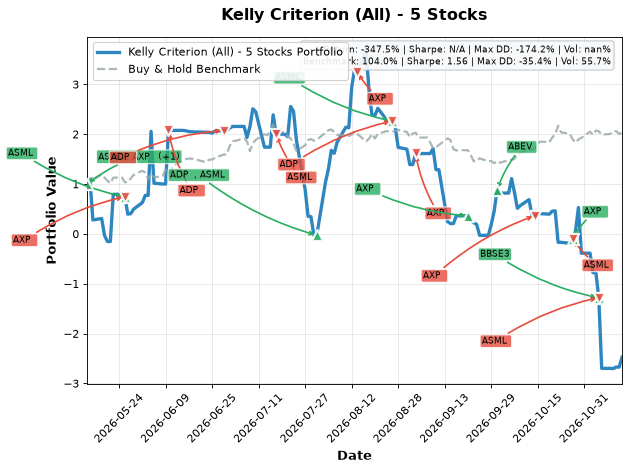 Kelly Criterion (All) - 5 Stocks
Kelly Criterion (All) - 5 Stocks Portfolio
Buy & Hold Benchmark
-347.5% | Sharpe: N/A | Max DD: -174.2% | Vol: nan%
104.0% | Sharpe: 1.56 | Max DD: -35.4% | Vol: 55.7%
AXP
ABEV
ASML
ADP
(+1)
ADP
ADP , ASML
ASML
ADP
AXP
AXP
AXP
AXP
BBSE3
ASML
AXP
AXP
ASML
Portfolio Value
3
2
1
0
−1
−2
−3
2026-05-24
2026-06-09
2026-06-25
2026-07-11
2026-07-27
2026-08-12
2026-08-28
2026-09-13
2026-09-29
2026-10-15
2026-10-31
Date